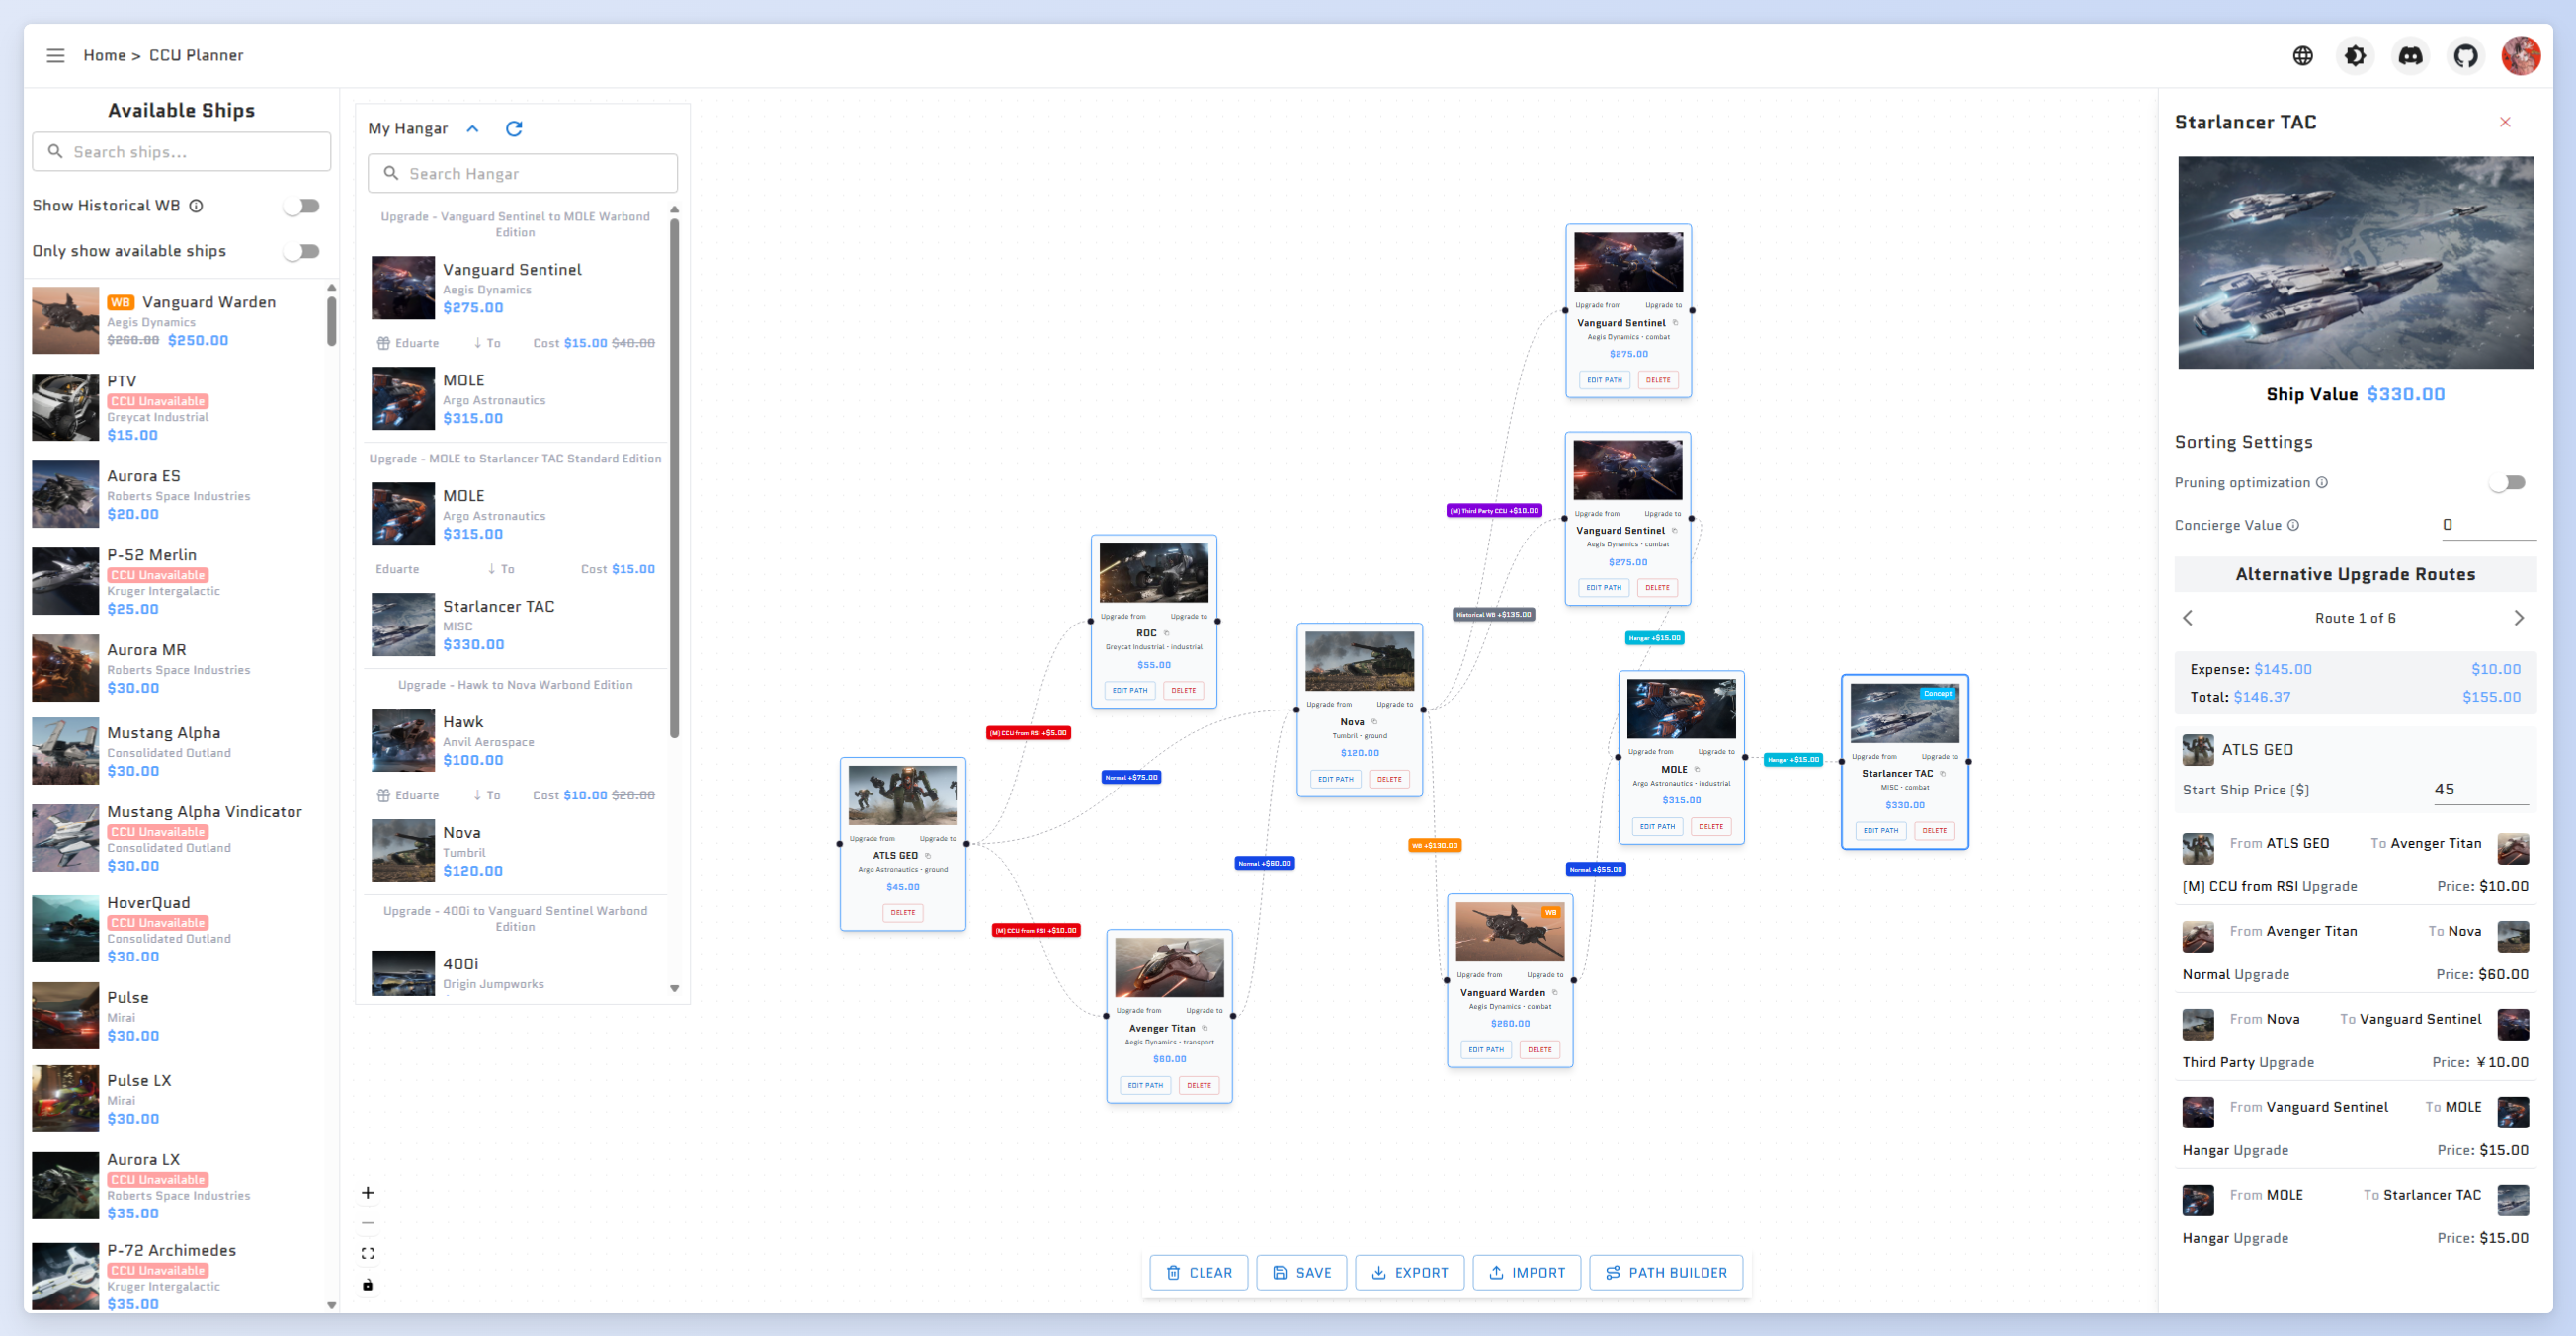 Home > CCU Planner
Available Ships
Search ships...
Show Historical WB
Only show available ships
WB Vanguard Warden
Aegis Dynamics
$260.00 $250.00
PTV
CCU Unavailable
Greycat Industrial
$15.00
Aurora ES
Roberts Space Industries
$20.00
P-52 Merlin
CCU Unavailable
Kruger Intergalactic
$25.00
Aurora MR
Roberts Space Industries
$30.00
Mustang Alpha
Consolidated Outland
$30.00
Mustang Alpha Vindicator
CCU Unavailable
Consolidated Outland
$30.00
HoverQuad
CCU Unavailable
Consolidated Outland
$30.00
Pulse
Mirai
$30.00
Pulse LX
Mirai
$30.00
Aurora LX
CCU Unavailable
Roberts Space Industries
$35.00
P-72 Archimedes
CCU Unavailable
Kruger Intergalactic
$35.00
My Hangar
Search Hangar
Upgrade - Vanguard Sentinel to MOLE Warbond
Edition
Vanguard Sentinel
Aegis Dynamics
$275.00
Eduarte ↓ To Cost $15.00 $40.00
MOLE
Argo Astronautics
$315.00
Upgrade - MOLE to Starlancer TAC Standard Edition
MOLE
Argo Astronautics
$315.00
Eduarte ↓ To Cost $15.00
Starlancer TAC
MISC
$330.00
Upgrade - Hawk to Nova Warbond Edition
Hawk
Anvil Aerospace
$100.00
Eduarte ↓ To Cost $10.00 $20.00
Nova
Tumbril
$120.00
Upgrade - 400i to Vanguard Sentinel Warbond
Edition
400i
Origin Jumpworks
Upgrade from Upgrade to
Vanguard Sentinel
Aegis Dynamics · combat
$275.00
EDIT PATH DELETE
(M) Third Party CCU +$10.00
Upgrade from Upgrade to
Vanguard Sentinel
Aegis Dynamics · combat
$275.00
EDIT PATH DELETE
Historical WB +$135.00
Hangar +$15.00
Upgrade from Upgrade to
ROC
Greycat Industrial · industrial
$55.00
EDIT PATH DELETE
(M) CCU from RSI +$5.00
Upgrade from Upgrade to
Nova
Tumbril · ground
$120.00
EDIT PATH DELETE
Normal +$75.00
Upgrade from Upgrade to
MOLE
Argo Astronautics · industrial
$315.00
EDIT PATH DELETE
Hangar +$15.00
Concept
Upgrade from Upgrade to
Starlancer TAC
MISC · combat
$330.00
EDIT PATH DELETE
Upgrade from Upgrade to
ATLS GEO
Argo Astronautics · ground
$45.00
DELETE
WB +$130.00
Normal +$60.00
Normal +$55.00
(M) CCU from RSI +$10.00
Upgrade from Upgrade to
Avenger Titan
Aegis Dynamics · transport
$60.00
EDIT PATH DELETE
WB
Upgrade from Upgrade to
Vanguard Warden
Aegis Dynamics · combat
$260.00
EDIT PATH DELETE
CLEAR SAVE EXPORT IMPORT PATH BUILDER
Starlancer TAC
Ship Value $330.00
Sorting Settings
Pruning optimization
Concierge Value 0
Alternative Upgrade Routes
Route 1 of 6
Expense: $145.00 $10.00
Total: $146.37 $155.00
ATLS GEO
Start Ship Price ($) 45
From ATLS GEO To Avenger Titan
(M) CCU from RSI Upgrade Price: $10.00
From Avenger Titan To Nova
Normal Upgrade Price: $60.00
From Nova To Vanguard Sentinel
Third Party Upgrade Price: ¥10.00
From Vanguard Sentinel To MOLE
Hangar Upgrade Price: $15.00
From MOLE To Starlancer TAC
Hangar Upgrade Price: $15.00